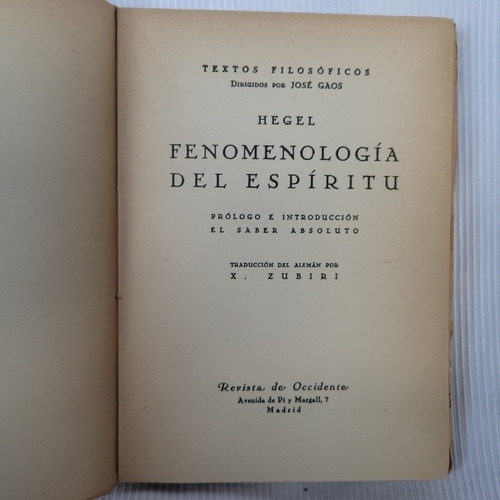 TEXTOS FILOSÓFICOS
DIRIGIDOS POR JOSÉ GAOS
HEGEL
FENOMENOLOGÍA
DEL ESPÍRITU
PRÓLOGO E INTRODUCCIÓN
EL SABER ABSOLUTO
TRADUCCIÓN DEL ALEMÁN POR
X. ZUBIRI
Revista de Occidente
Avenida de Pi y Margall, 7
Madrid